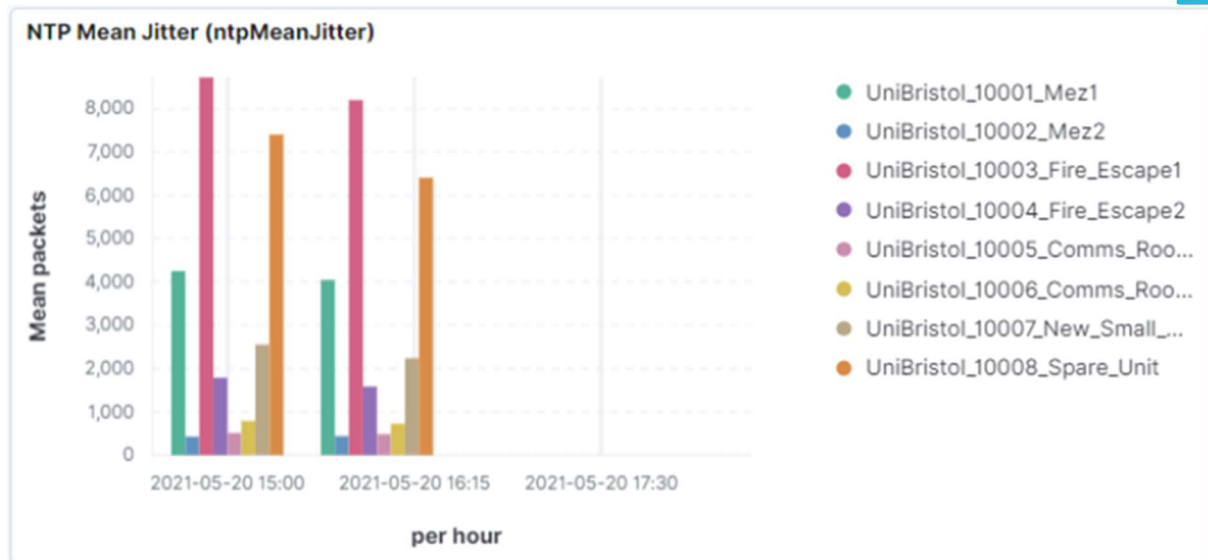 NTP Mean Jitter (ntpMeanJitter)
Mean packets
8,000
7,000
6,000
5,000
4,000
3,000
2,000
1,000
0
2021-05-20 15:00
2021-05-20 16:15
2021-05-20 17:30
per hour
UniBristol_10001_Mez1
UniBristol_10002_Mez2
UniBristol_10003_Fire_Escape1
UniBristol_10004_Fire_Escape2
UniBristol_10005_Comms_Roo...
UniBristol_10006_Comms_Roo...
UniBristol_10007_New_Small_...
UniBristol_10008_Spare_Unit